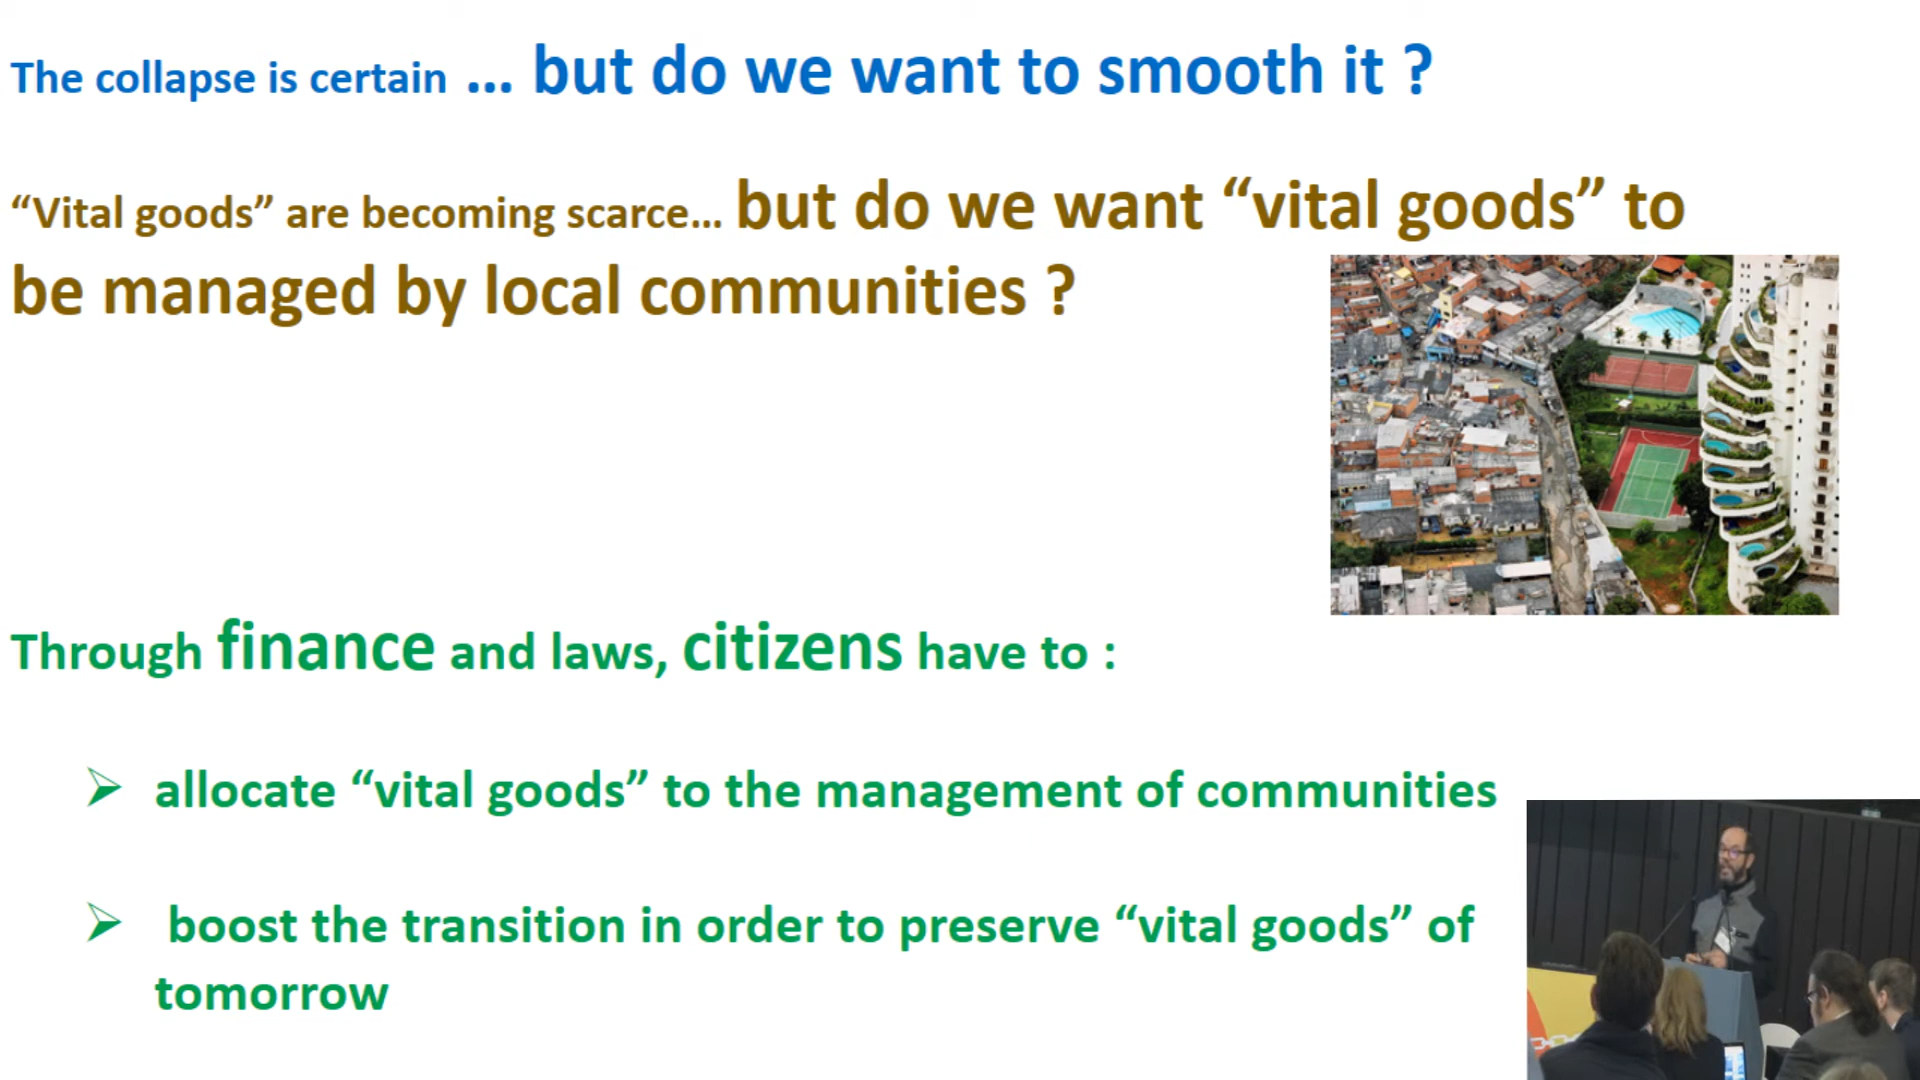 The collapse is certain ... but do we want to smooth it ?
“Vital goods” are becoming scarce... but do we want “vital goods” to
be managed by local communities ?
Through finance and laws, citizens have to :
allocate “vital goods” to the management of communities
boost the transition in order to preserve “vital goods” of
tomorrow